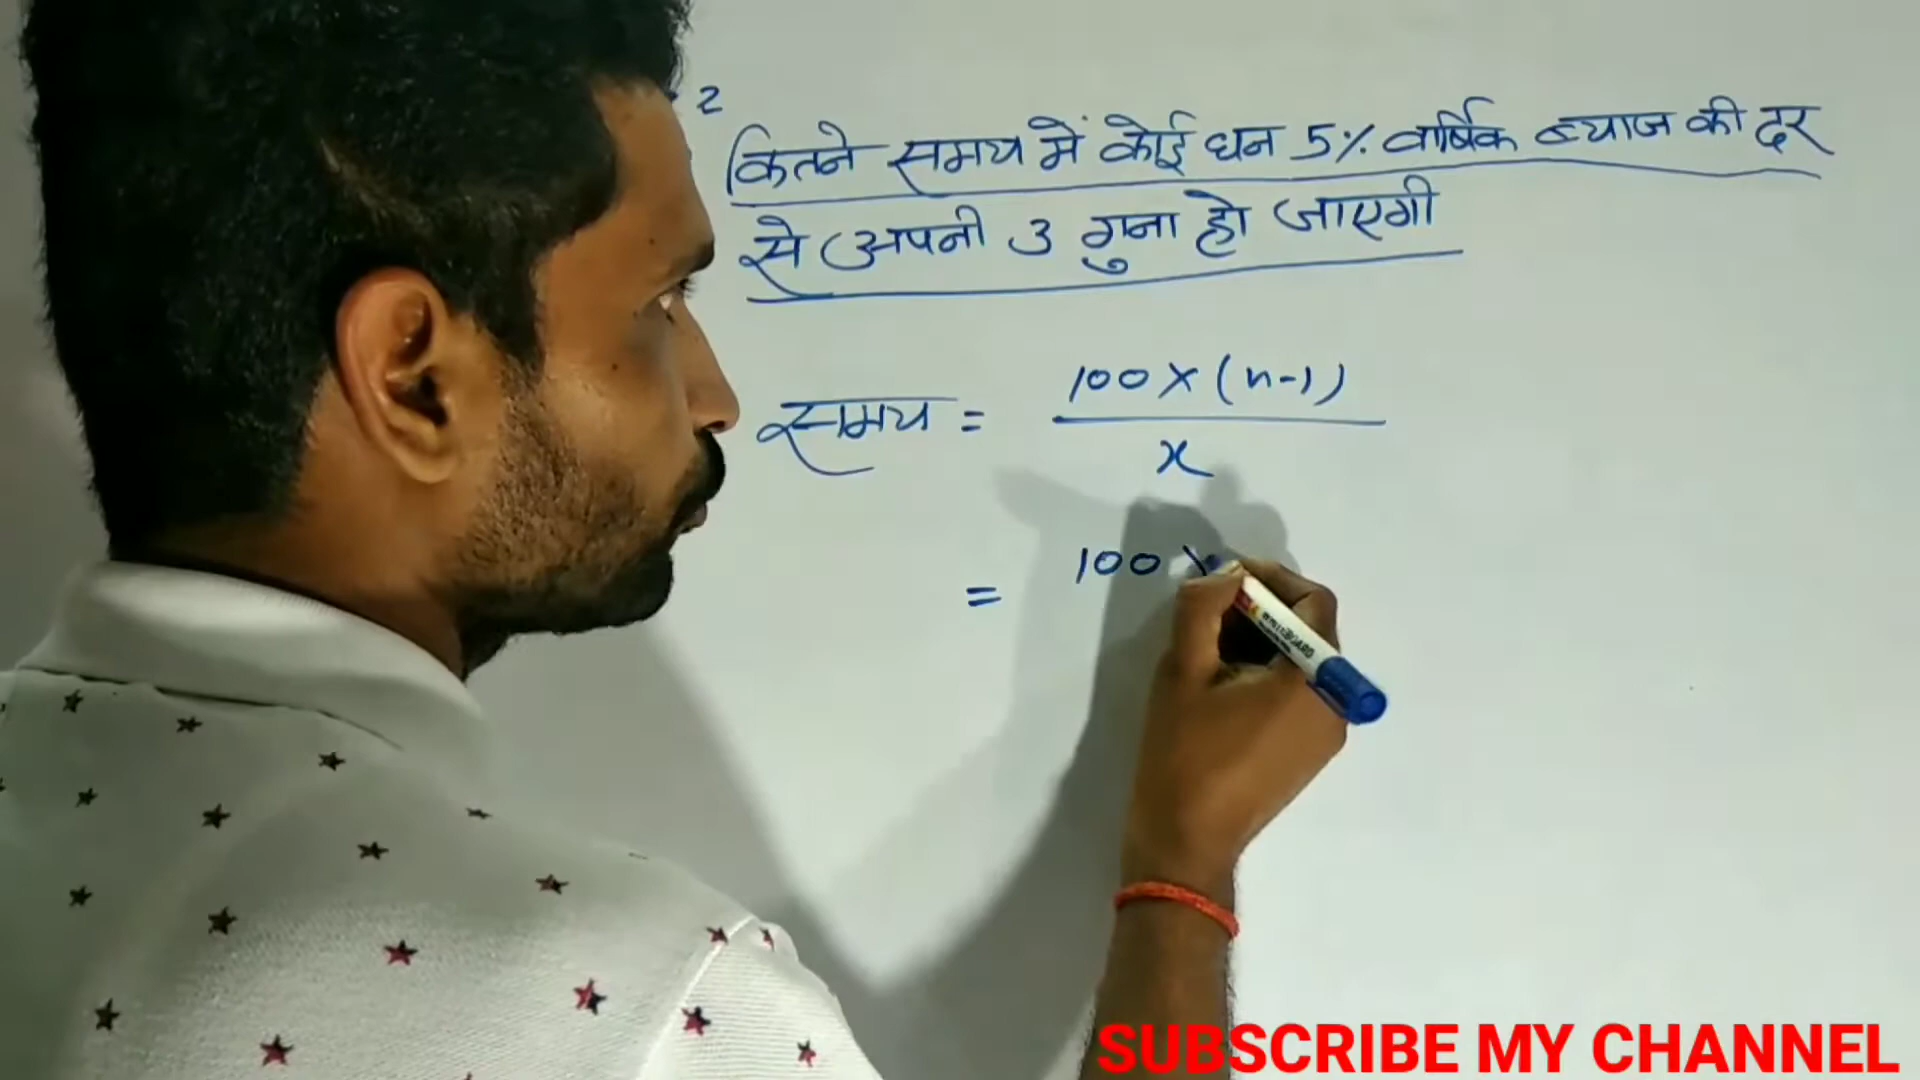 2
कितने समय में कोई धन 5% वार्षिक ब्याज की दर
से अपनी 3 गुना हो जाएगी
समय = 100 × (n-1)
x
= 100 ×
SUBSCRIBE MY CHANNEL